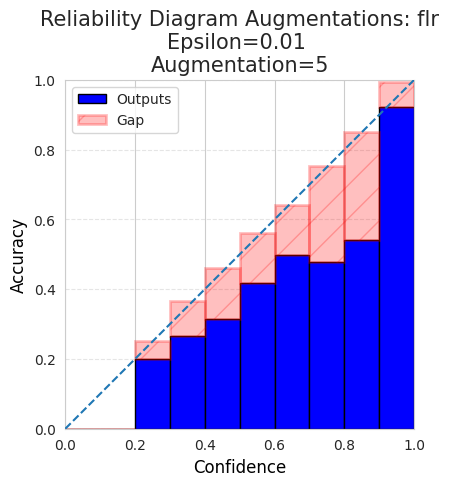 Reliability Diagram Augmentations: flr
Epsilon=0.01
Augmentation=5
Outputs
Gap
Accuracy
1.0
0.8
0.6
0.4
0.2
0.0
0.0 0.2 0.4 0.6 0.8 1.0
Confidence